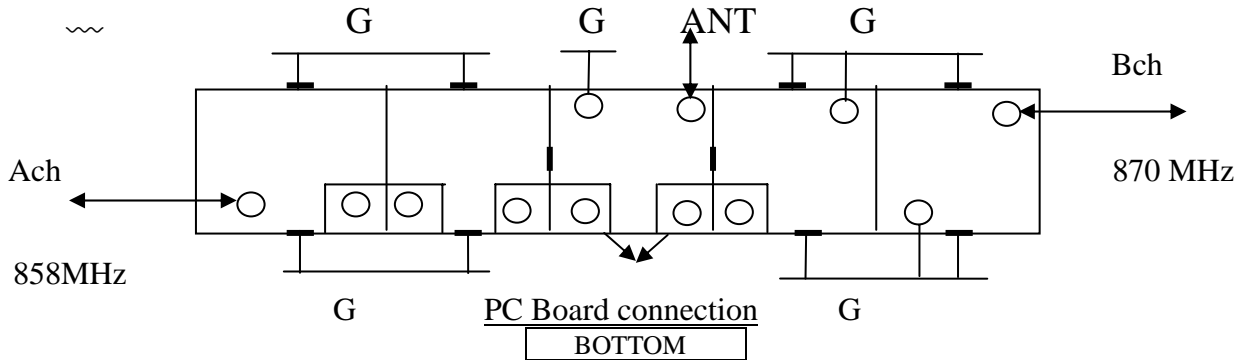 G G ANT G
Bch
Ach
870 MHz
858MHz
G PC Board connection G
BOTTOM